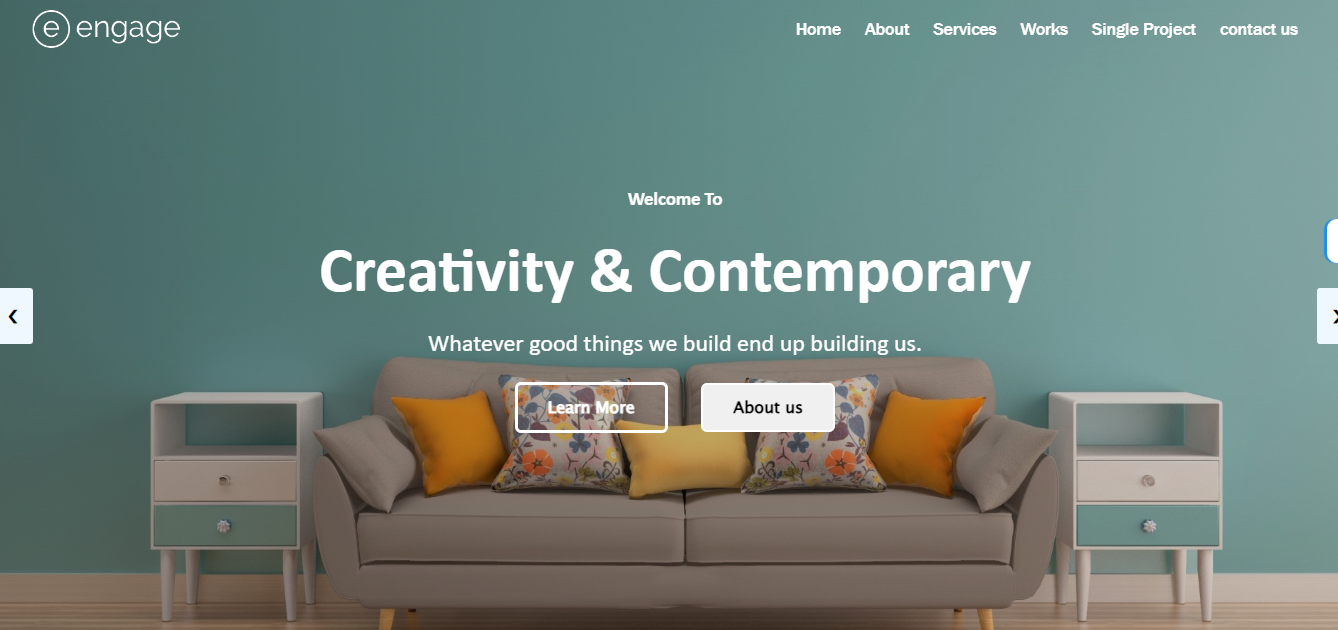 e engage
Home About Services Works Single Project contact us
Welcome To
Creativity & Contemporary
Whatever good things we build end up building us.
Learn More About us